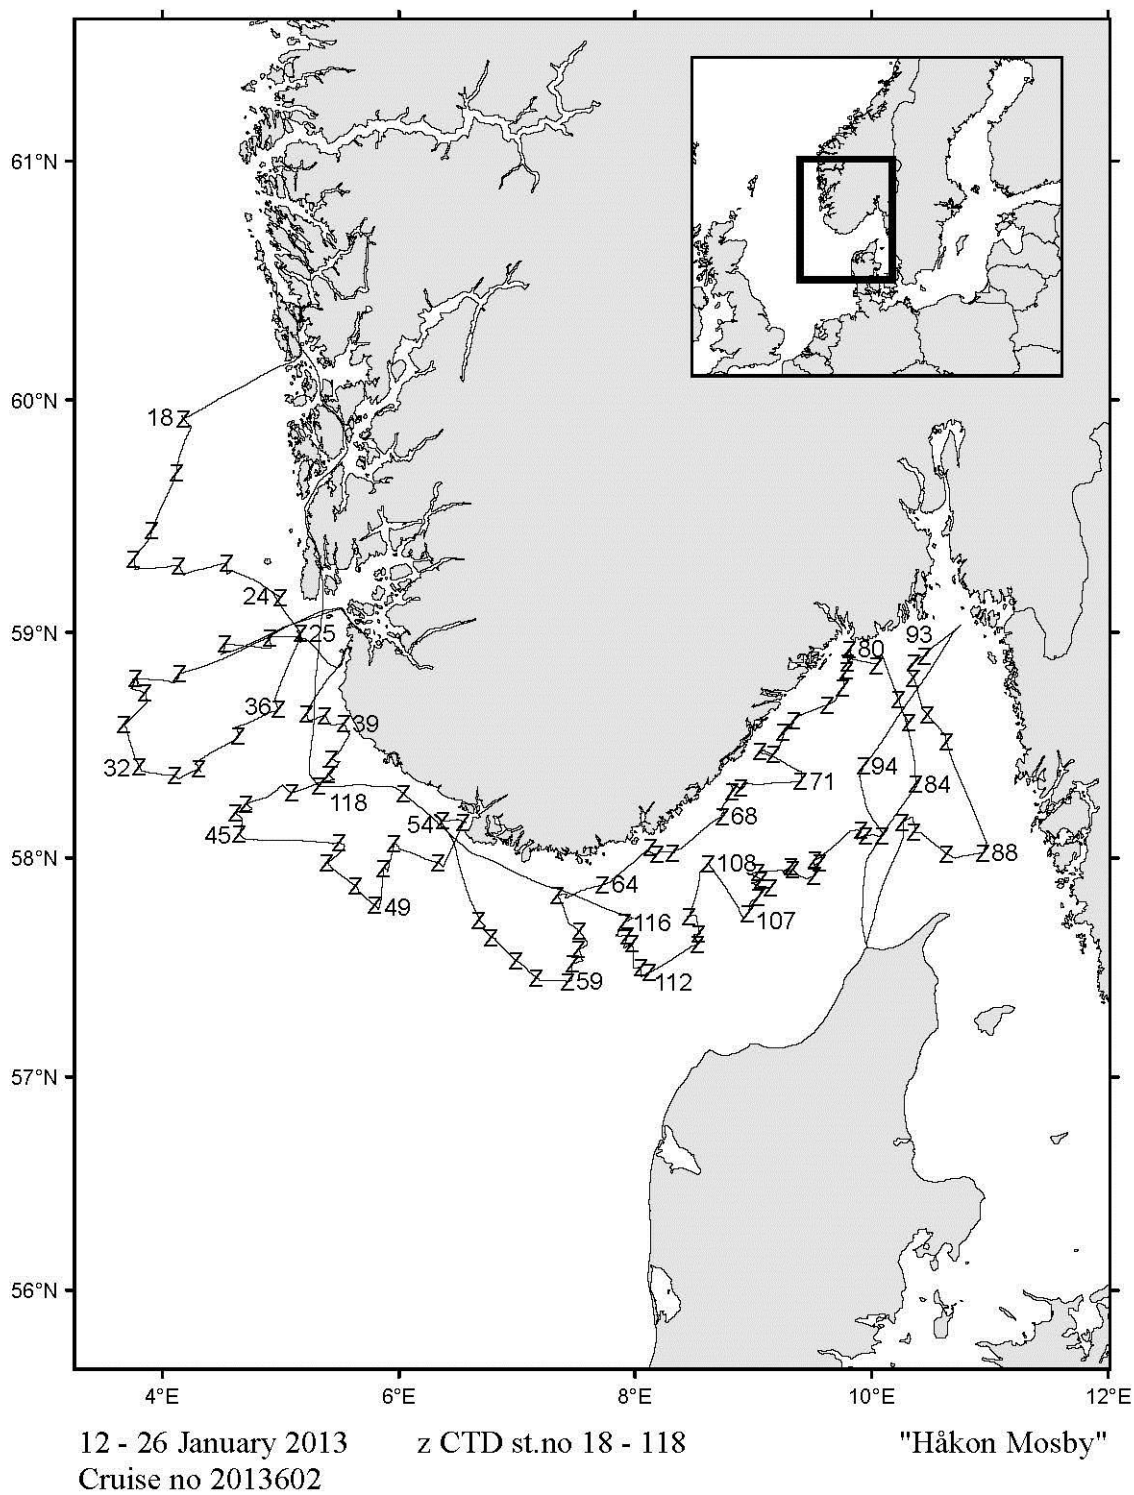 61°N
60°N
18 Z
Z
Z
Z Z Z
24 Z
59°N
Z 25
Z Z
93
Z 80
Z Z
36 Z
Z 39
32 Z
Z 94
Z 71
Z 84
Z 118
45 Z
54 Z
Z 68
58°N
Z 88
108
Z 64
Z 49
Z 107
116
Z 59
Z 112
57°N
56°N
4°E 6°E 8°E 10°E 12°E
12 - 26 January 2013 z CTD st.no 18 - 118 "Håkon Mosby"
Cruise no 2013602